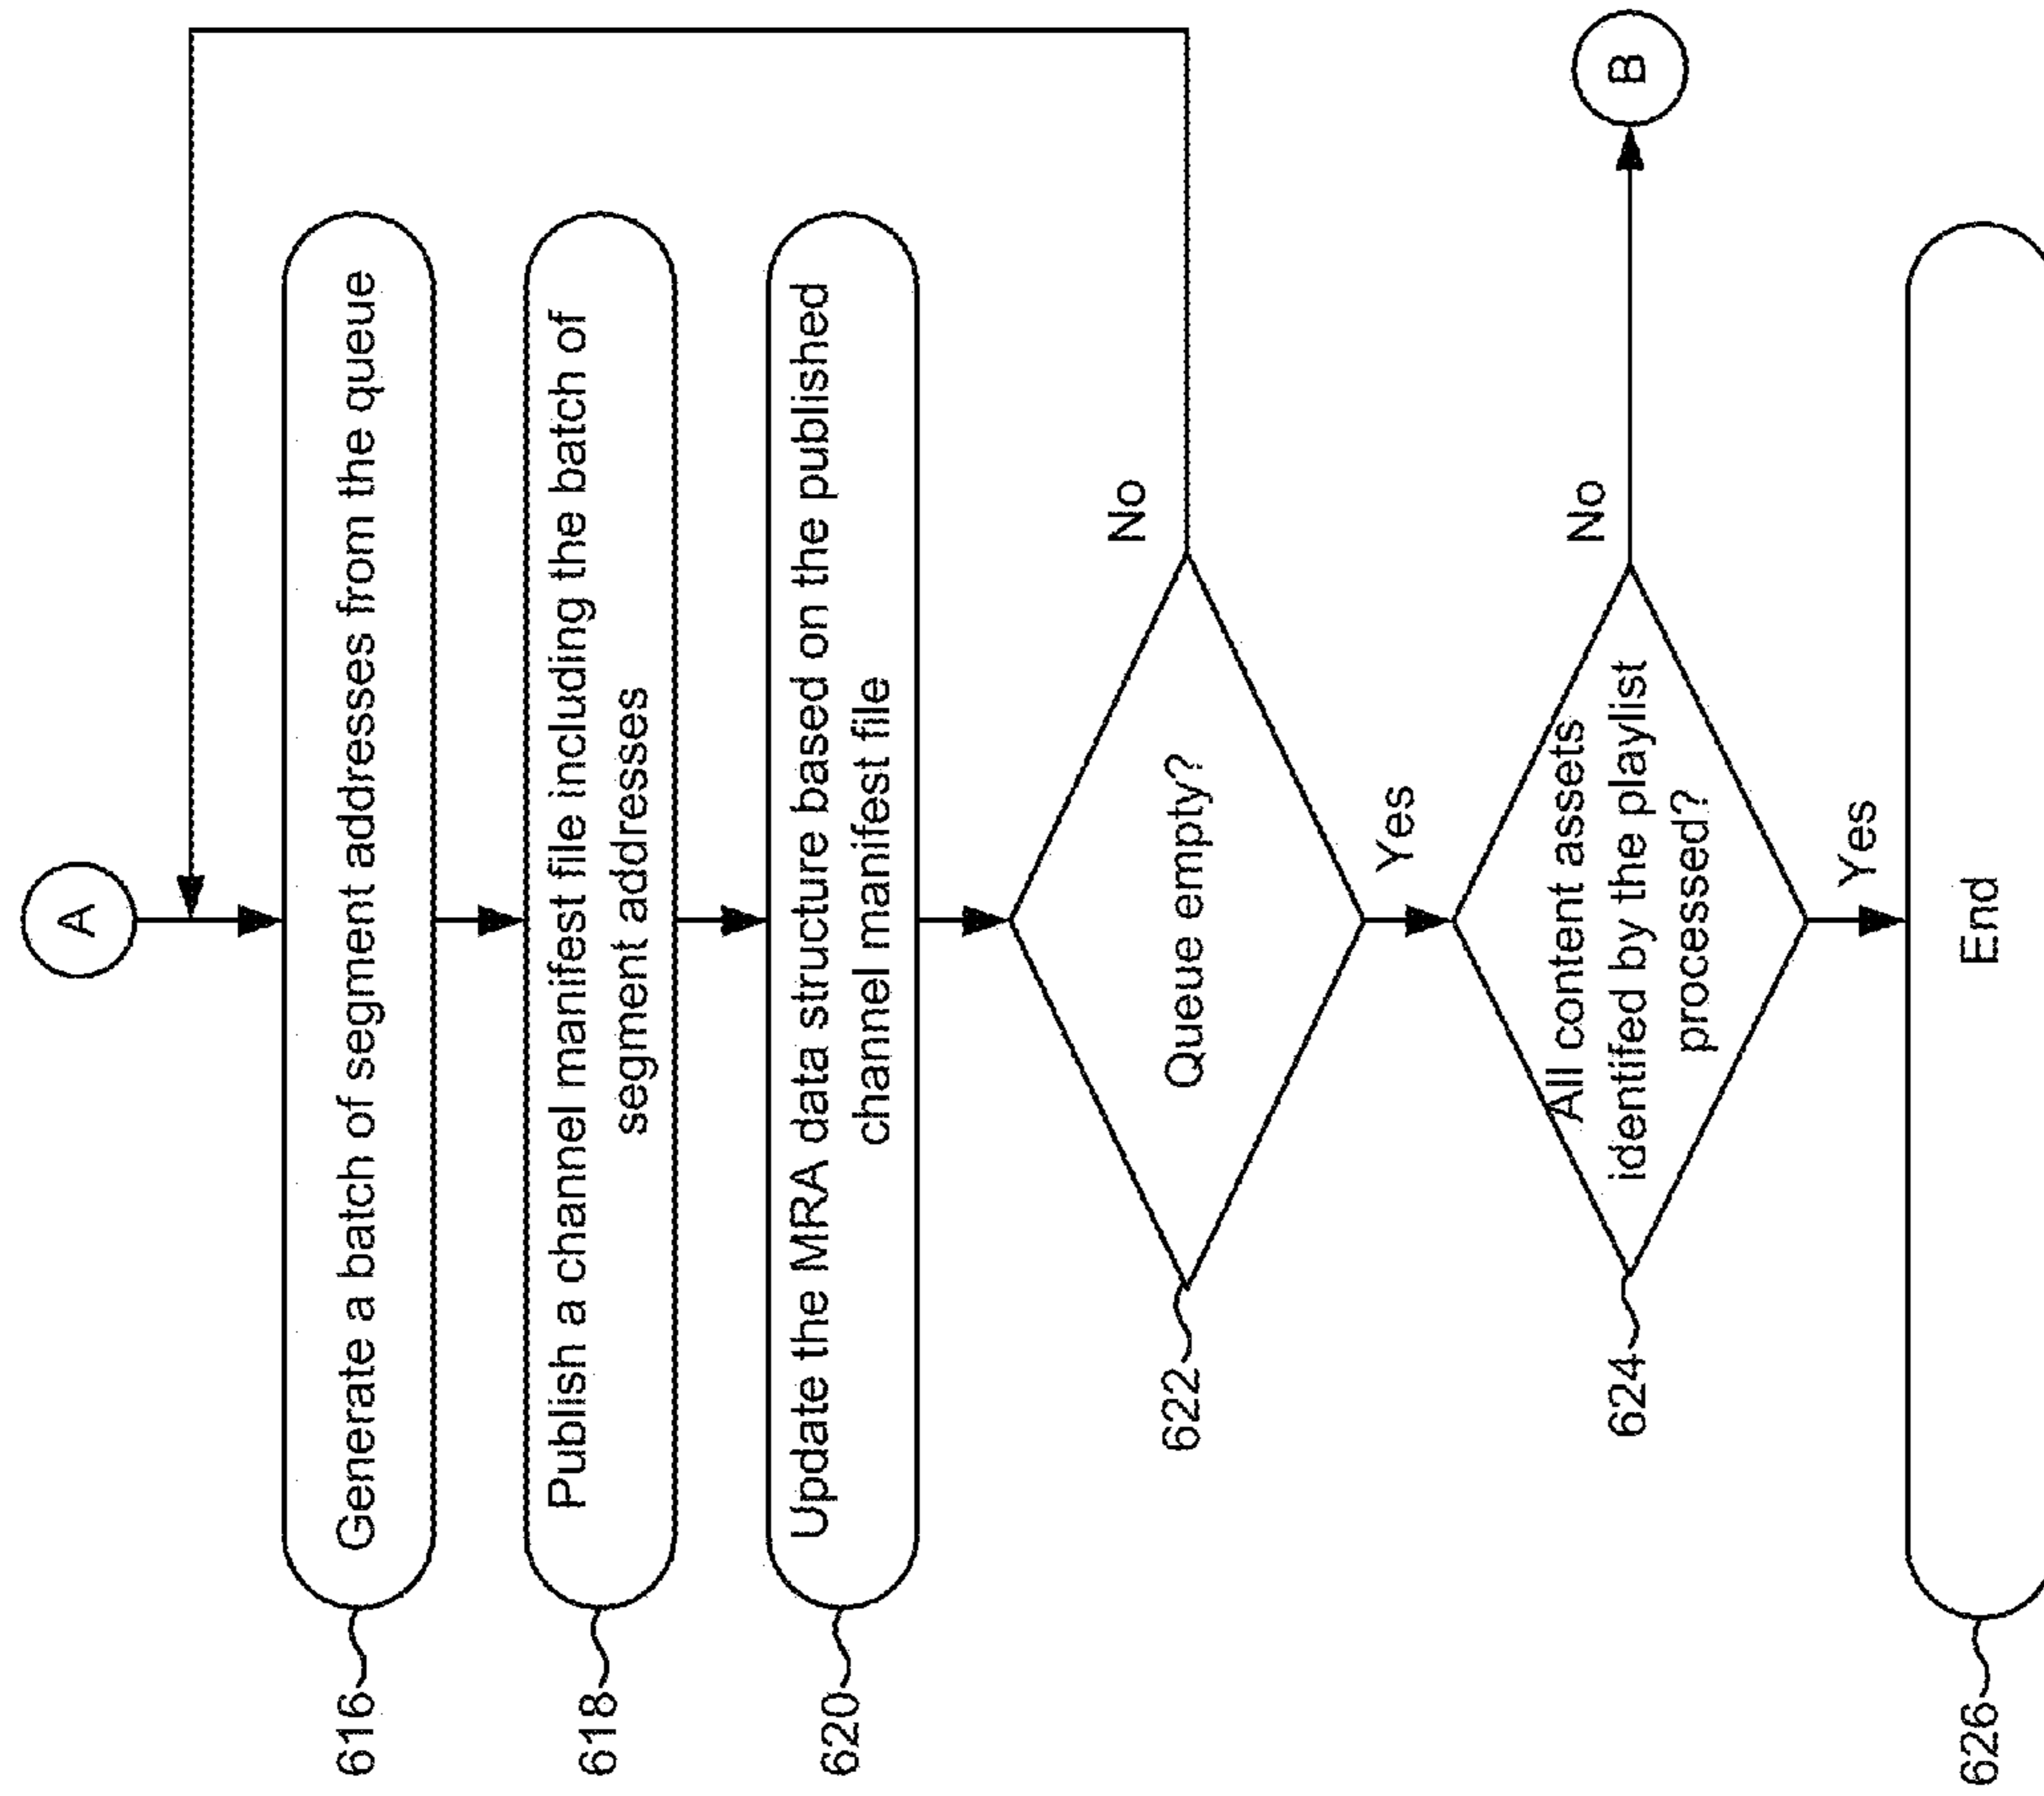 A
616
Generate a batch of segment addresses from the queue
618
Publish a channel manifest file including the batch of
segment addresses
620
Update the MRA data structure based on the published
channel manifest file
622
Queue empty?
No
Yes
624
All content assets
identifed by the playlist
processed?
No
B
Yes
626
End